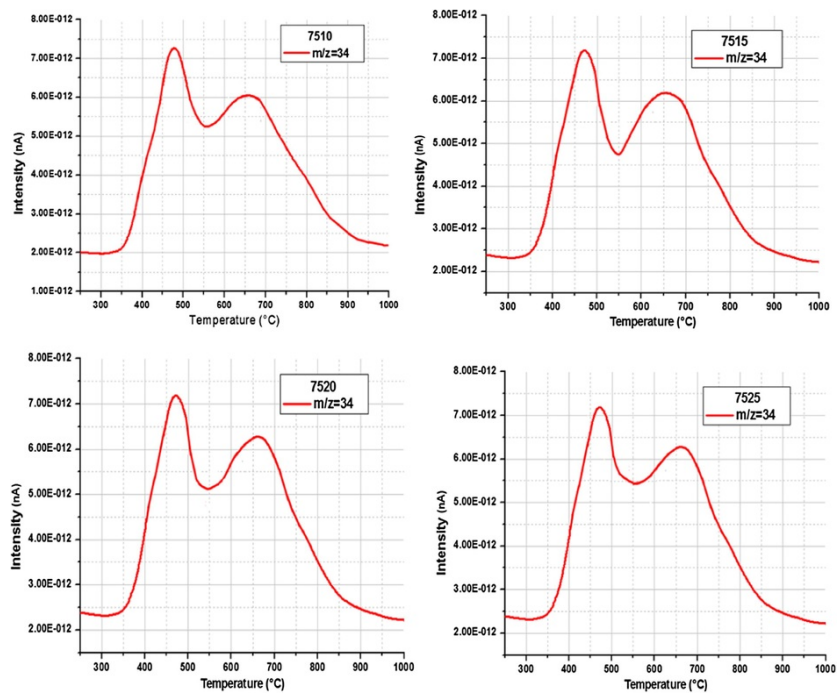 8.00E-012
7.00E-012
6.00E-012
5.00E-012
4.00E-012
3.00E-012
2.00E-012
1.00E-012
Intensity (nA)
7510
m/z=34
300 400 500 600 700 800 900 1000
Temperature (°C)
8.00E-012
7.00E-012
6.00E-012
5.00E-012
4.00E-012
3.00E-012
2.00E-012
Intensity (nA)
7515
m/z=34
300 400 500 600 700 800 900 1000
Temperature (°C)
8.00E-012
7.00E-012
6.00E-012
5.00E-012
4.00E-012
3.00E-012
2.00E-012
Intensity (nA)
7520
m/z=34
300 400 500 600 700 800 900 1000
Temperature (°C)
8.00E-012
7.00E-012
6.00E-012
5.00E-012
4.00E-012
3.00E-012
2.00E-012
Intensity (nA)
7525
m/z=34
300 400 500 600 700 800 900 1000
Temperature (°C)